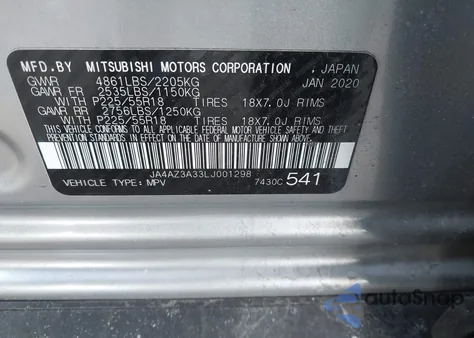 MFD.BY MITSUBISHI MOTORS CORPORATION , JAPAN
GVWR 4861LBS/2205KG JAN 2020
GAWR FR 2535LBS/1150KG
WITH P225/55R18 TIRES 18X7.0J RIMS
GAWR RR 2756LBS/1250KG
WITH P225/55R18 TIRES 18X7.0J RIMS
THIS VEHICLE CONFORMS TO ALL APPLICABLE FEDERAL
MOTOR VEHICLE SAFETY AND THEFT PREVENTION STANDARDS
IN EFFECT ON THE DATE OF MANUFACTURE SHOWN ABOVE.
JA4AZ3A33LJ001298
VEHICLE TYPE: MPV 7430C 541
autoSnap